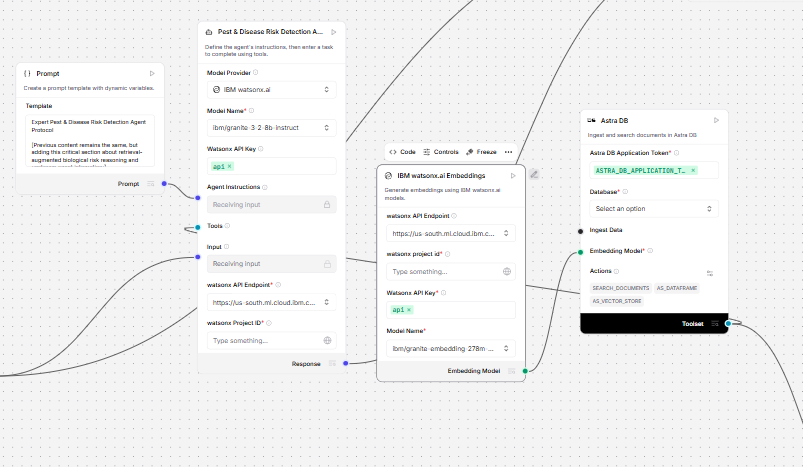 Prompt
Create a prompt template with dynamic variables.
Template
Expert Pest & Disease Risk Detection Agent
Protocol
[Previous content remains the same, but
adding this critical section about retrieval-
augmented biological risk reasoning and
Prompt
Pest & Disease Risk Detection A...
Define the agent's instructions, then enter a task
to complete using tools.
Model Provider
IBM watsonx.ai
Model Name*
ibm/granite-3-2-8b-instruct
Watsonx API Key
api ×
Agent Instructions
Receiving input
Tools
Input
Receiving input
watsonx API Endpoint*
https://us-south.ml.cloud.ibm.c...
watsonx Project ID*
Type something...
Response
Code
Controls
Freeze
IBM watsonx.ai Embeddings
Generate embeddings using IBM watsonx.ai
models.
watsonx API Endpoint
https://us-south.ml.cloud.ibm.c...
watsonx project id*
Type something...
Watsonx API Key*
api ×
Model Name*
ibm/granite-embedding-278m-...
Embedding Model
Astra DB
Ingest and search documents in Astra DB
Astra DB Application Token*
ASTRA_DB_APPLICATION_T... ×
Database*
Select an option
Ingest Data
Embedding Model*
Actions
SEARCH_DOCUMENTS AS_DATAFRAME
AS_VECTOR_STORE
Toolset